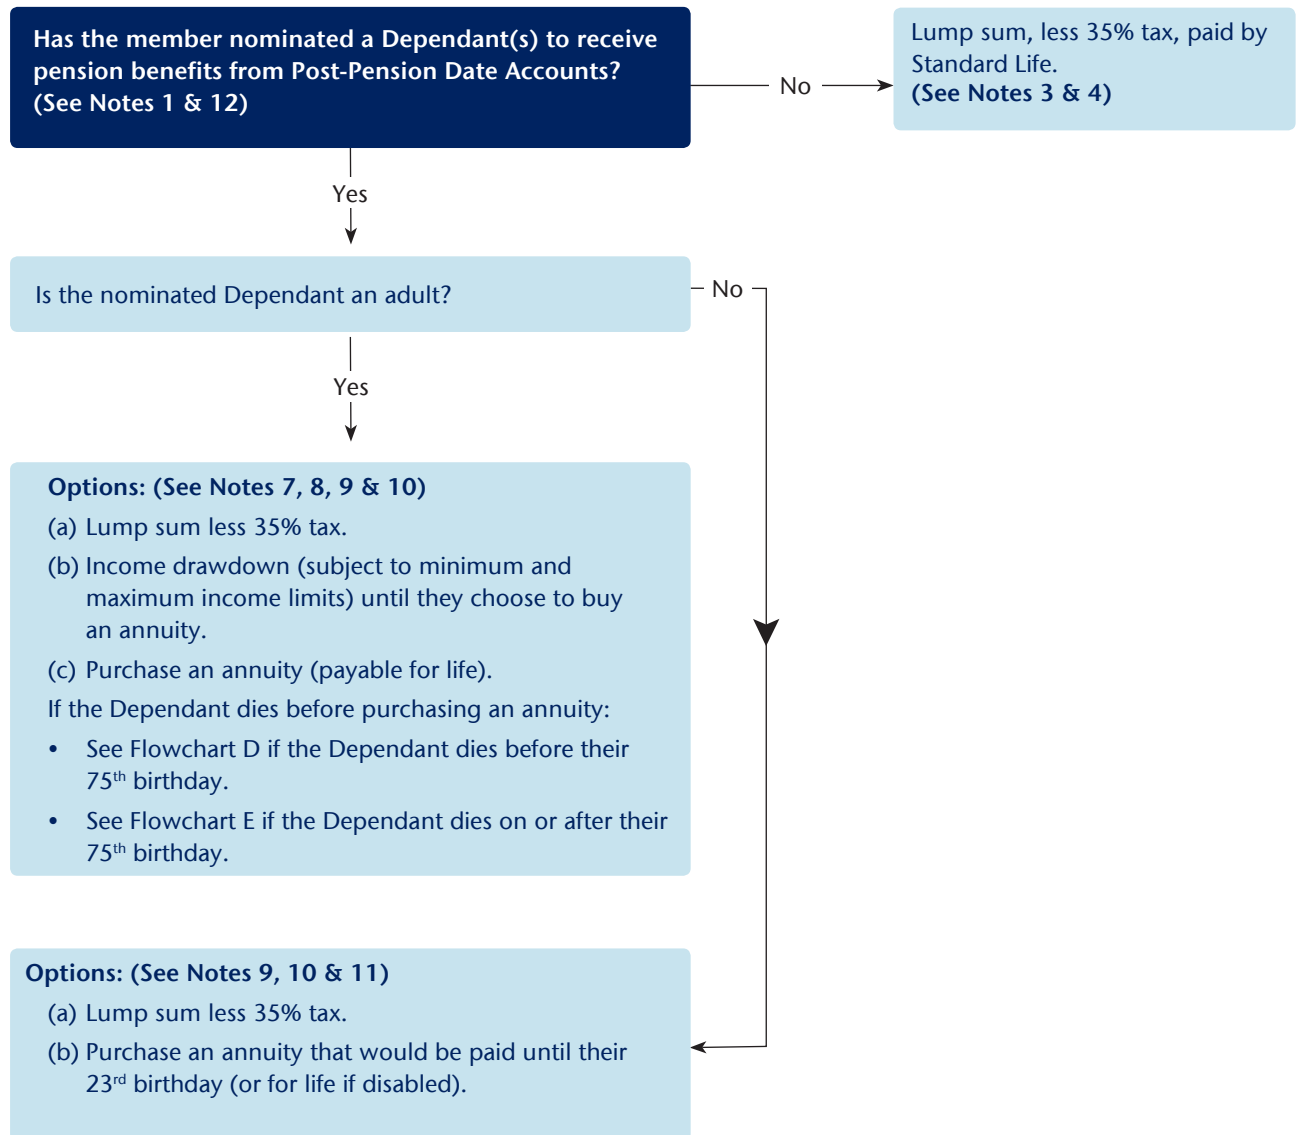 Has the member nominated a Dependant(s) to receive
pension benefits from Post-Pension Date Accounts?
(See Notes 1 & 12)
No
Lump sum, less 35% tax, paid by
Standard Life.
(See Notes 3 & 4)
Yes
Is the nominated Dependant an adult?
No
Yes
Options: (See Notes 7, 8, 9 & 10)
(a) Lump sum less 35% tax.
(b) Income drawdown (subject to minimum and
maximum income limits) until they choose to buy
an annuity.
(c) Purchase an annuity (payable for life).
If the Dependant dies before purchasing an annuity:
• See Flowchart D if the Dependant dies before their
75th birthday.
• See Flowchart E if the Dependant dies on or after their
75th birthday.
Options: (See Notes 9, 10 & 11)
(a) Lump sum less 35% tax.
(b) Purchase an annuity that would be paid until their
23rd birthday (or for life if disabled).